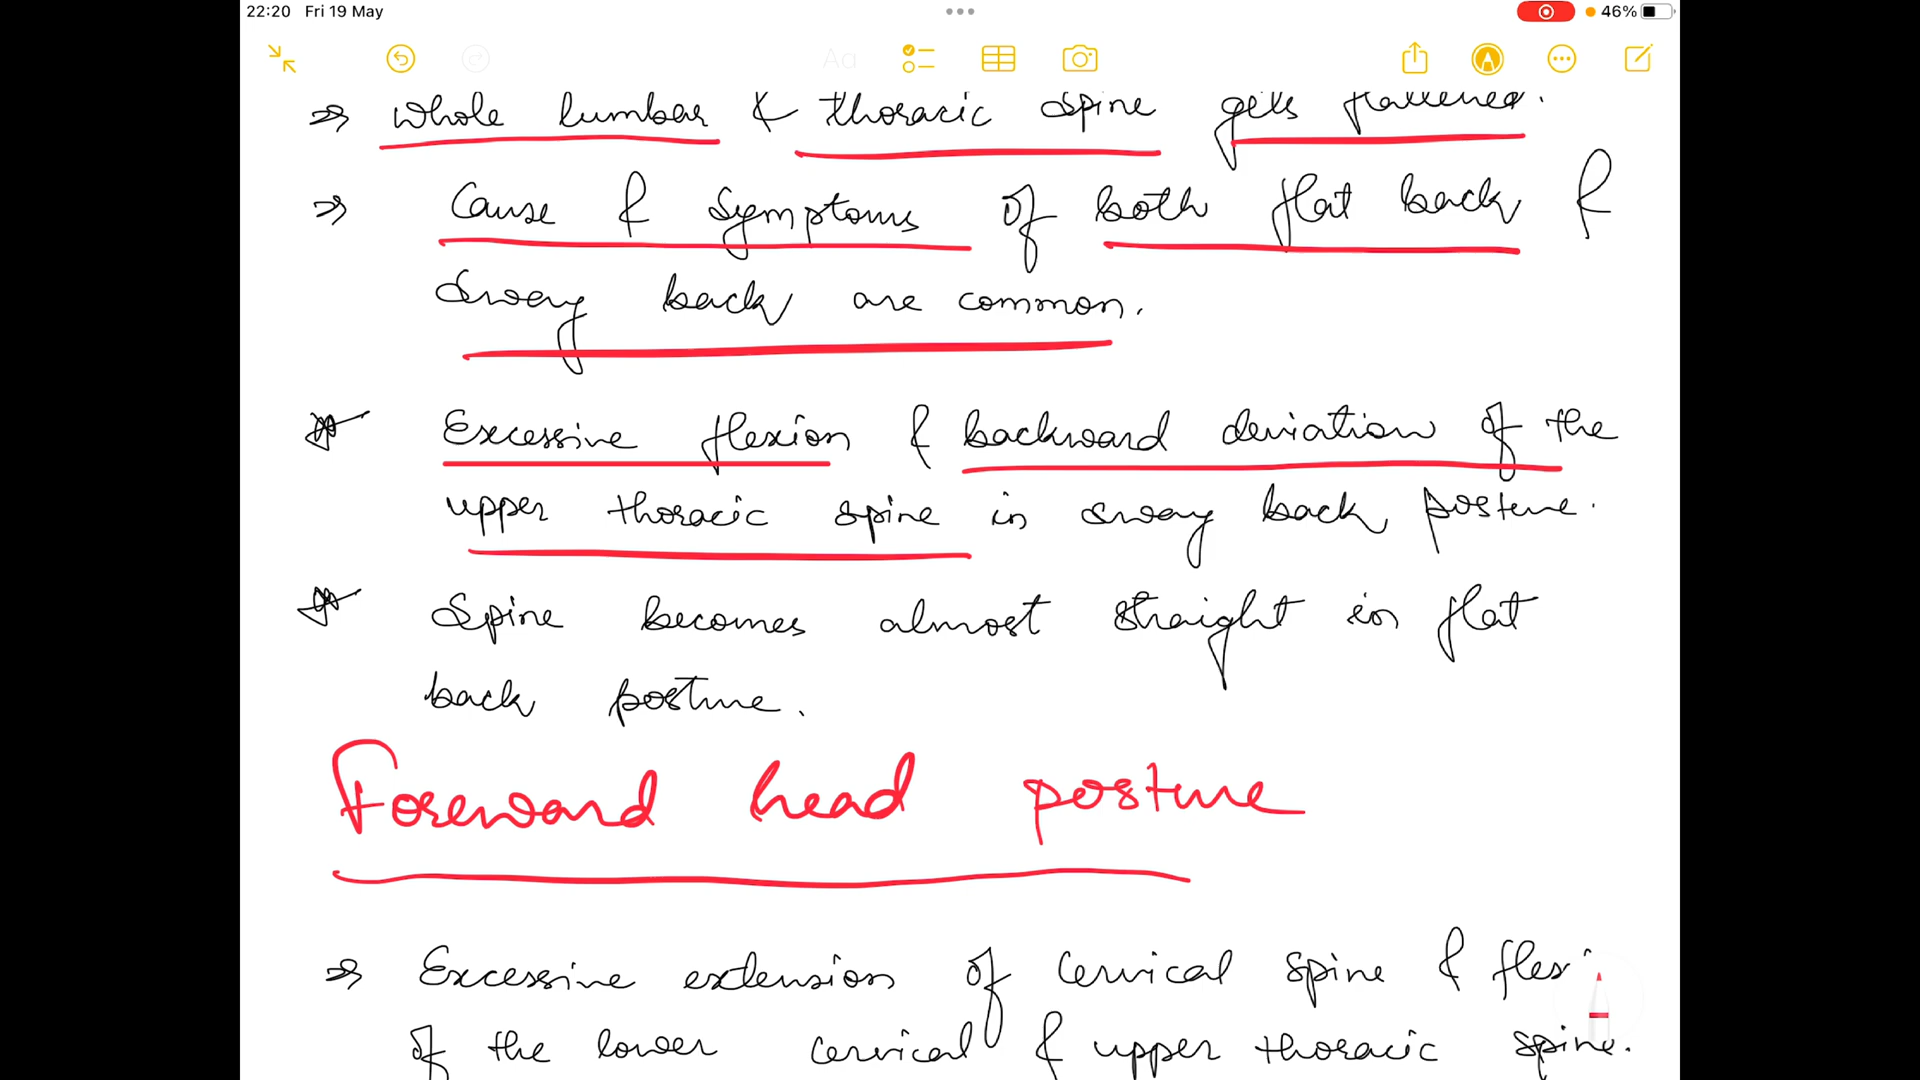 22:20 Fri 19 May
46%
Aa
⇒ Whole lumbar & thoracic spine gets flattened.
⇒ Cause & symptoms of both flat back &
sway back are common.
Excessive flexion & backward deviation of the
upper thoracic spine in sway back posture.
Spine becomes almost straight in flat
back posture.
Foreward head posture
⇒ Excessive extension of cervical spine & flexi
of the lower cervical & upper thoracic spine.